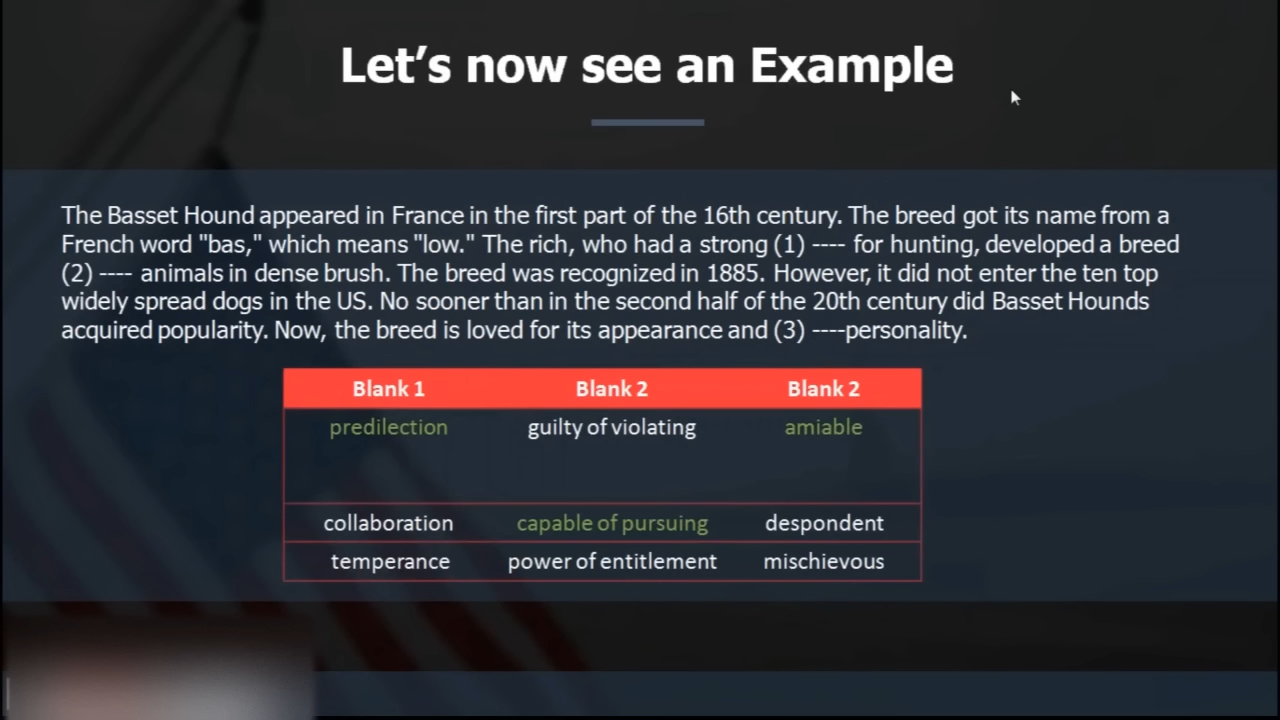 Let's now see an Example
The Basset Hound appeared in France in the first part of the 16th century. The breed got its name from a
French word "bas," which means "low." The rich, who had a strong (1) ---- for hunting, developed a breed
(2) ---- animals in dense brush. The breed was recognized in 1885. However, it did not enter the ten top
widely spread dogs in the US. No sooner than in the second half of the 20th century did Basset Hounds
acquired popularity. Now, the breed is loved for its appearance and (3) ----personality.
Blank 1 Blank 2 Blank 2
predilection guilty of violating amiable
collaboration capable of pursuing despondent
temperance power of entitlement mischievous